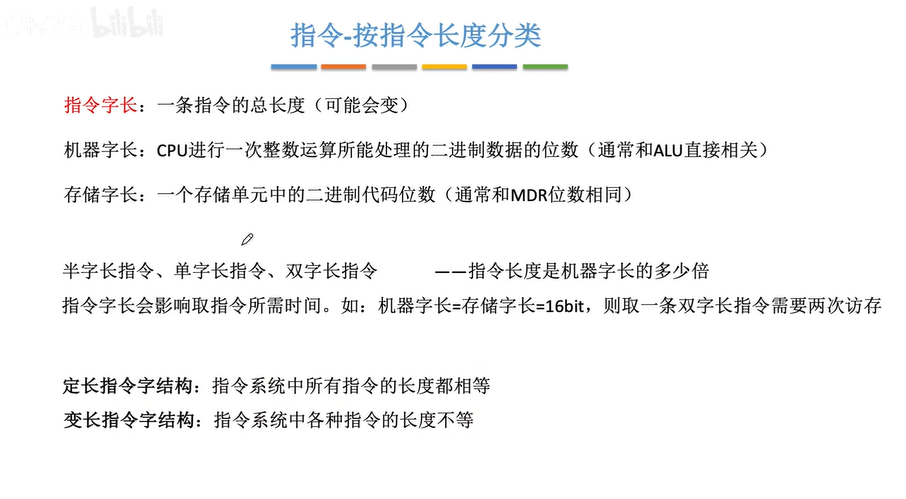 bilibili
指令-按指令长度分类
指令字长：一条指令的总长度（可能会变）
机器字长：CPU进行一次整数运算所能处理的二进制数据的位数（通常和ALU直接相关）
存储字长：一个存储单元中的二进制代码位数（通常和MDR位数相同）
半字长指令、单字长指令、双字长指令 ——指令长度是机器字长的多少倍
指令字长会影响取指令所需时间。如：机器字长=存储字长=16bit，则取一条双字长指令需要两次访存
定长指令字结构：指令系统中所有指令的长度都相等
变长指令字结构：指令系统中各种指令的长度不等